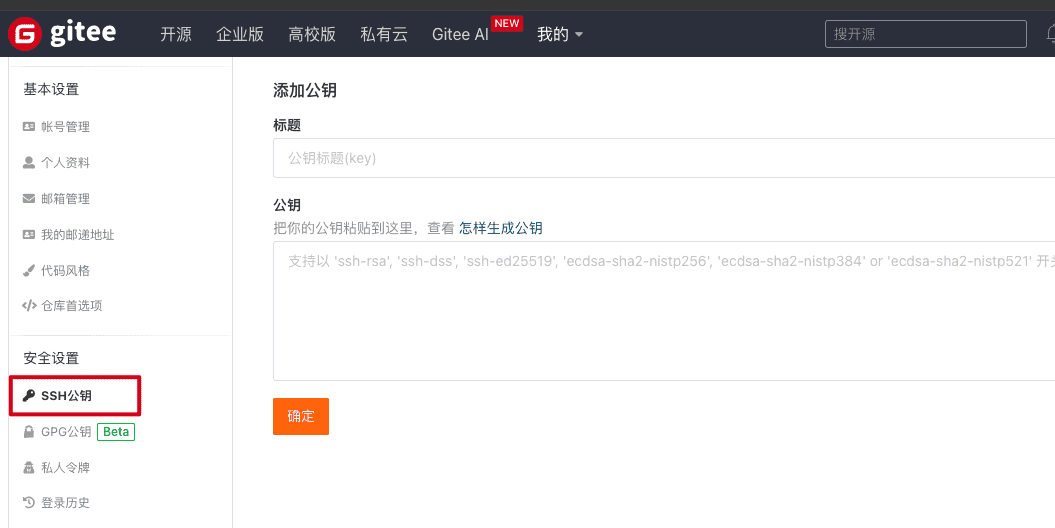 gitee 开源 企业版 高校版 私有云 Gitee AI NEW 我的 搜开源
基本设置
帐号管理
个人资料
邮箱管理
我的邮递地址
代码风格
仓库首选项
安全设置
SSH公钥
GPG公钥 Beta
私人令牌
登录历史
添加公钥
标题
公钥标题(key)
公钥
把你的公钥粘贴到这里，查看 怎样生成公钥
支持以 'ssh-rsa', 'ssh-dss', 'ssh-ed25519', 'ecdsa-sha2-nistp256', 'ecdsa-sha2-nistp384' or 'ecdsa-sha2-nistp521' 开头
确定